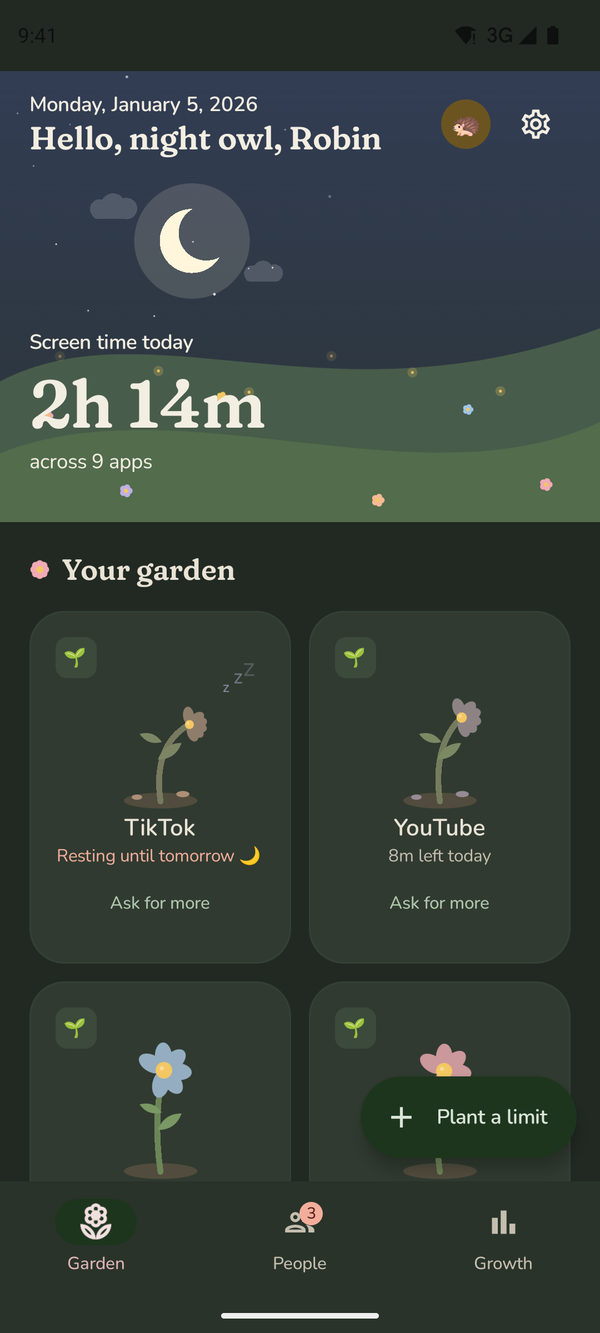 9:41
3G
Monday, January 5, 2026
Hello, night owl, Robin
Screen time today
2h 14m
across 9 apps
Your garden
z z Z
TikTok
Resting until tomorrow 🌙
Ask for more
YouTube
8m left today
Ask for more
Plant a limit
Garden
3
People
Growth